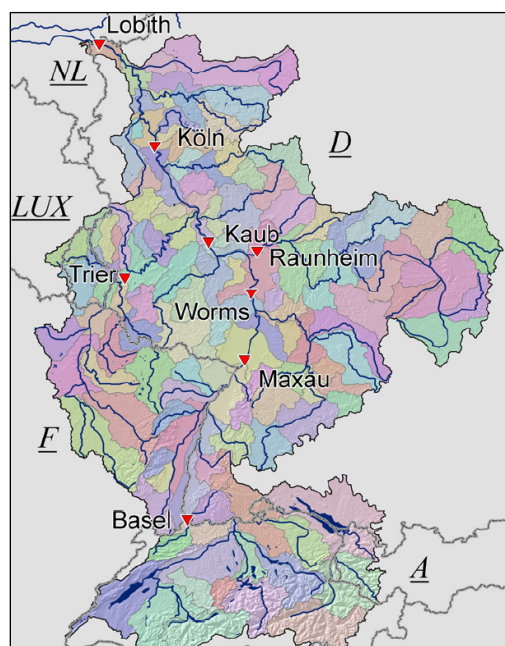 Lobith
NL
Köln
D
LUX
Kaub
Raunheim
Trier
Worms
Maxau
F
Basel
A